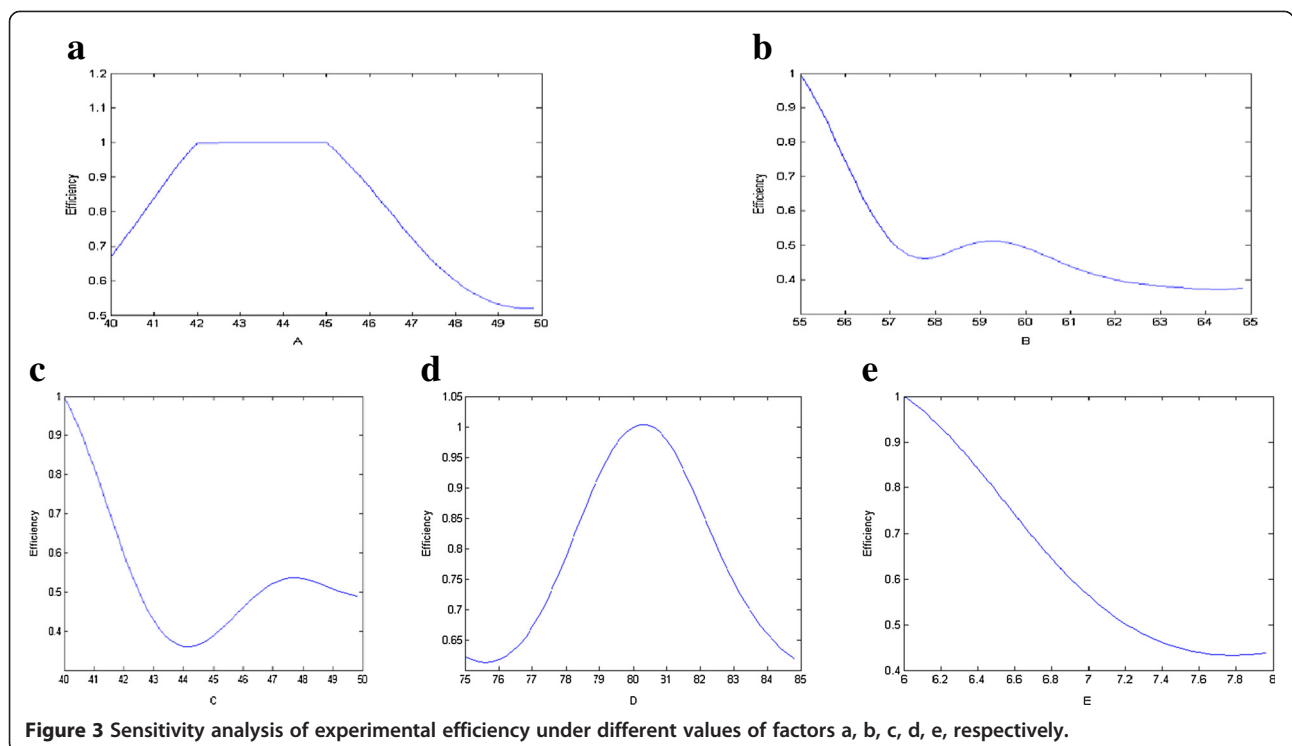 a
1.2
1.1
1
0.9
0.8
0.7
0.6
0.5
Efficiency
40 41 42 45 46 47 48 49 50
A
b
1
0.9
0.8
0.7
0.6
0.5
0.4
Efficiency
55 56 57 58 59 60 61 62 63 64 65
B
c
1
0.9
0.8
0.7
0.6
0.5
0.4
Efficiency
40 41 42 43 44 45 46 47 48 49 50
C
d
1.05
1
0.95
0.9
0.85
0.8
0.75
0.7
0.65
Efficiency
75 76 77 78 79 80 31 82 83 84 85
D
e
1
0.9
0.8
0.7
0.6
0.5
0.4
Efficiency
6 6.2 6.4 6.6 6.8 7 7.2 7.4 7.6 7.8 8
E
Figure 3 Sensitivity analysis of experimental efficiency under different values of factors a, b, c, d, e, respectively.